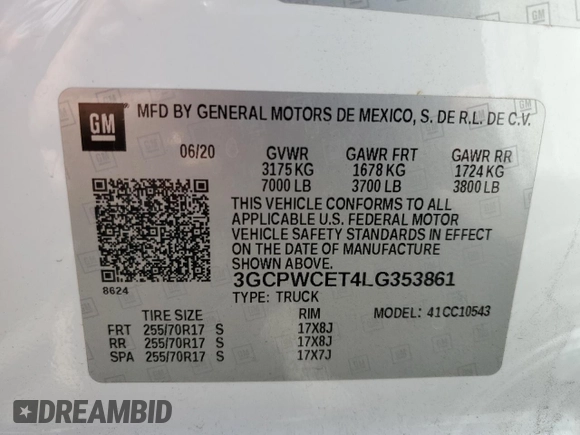 GM
MFD BY GENERAL MOTORS DE MEXICO, S. DE R.L. DE C.V.
06/20 GVWR GAWR FRT GAWR RR
3175 KG 1678 KG 1724 KG
7000 LB 3700 LB 3800 LB
THIS VEHICLE CONFORMS TO ALL
APPLICABLE U.S. FEDERAL MOTOR
VEHICLE SAFETY STANDARDS IN EFFECT
ON THE DATE OF MANUFACTURE SHOWN ABOVE.
3GCPWCET4LG353861
8624
TYPE: TRUCK
TIRE SIZE RIM MODEL: 41CC10543
FRT 255/70R17 S 17X8J
RR 255/70R17 S 17X8J
SPA 255/70R17 S 17X7J
DREAMBID